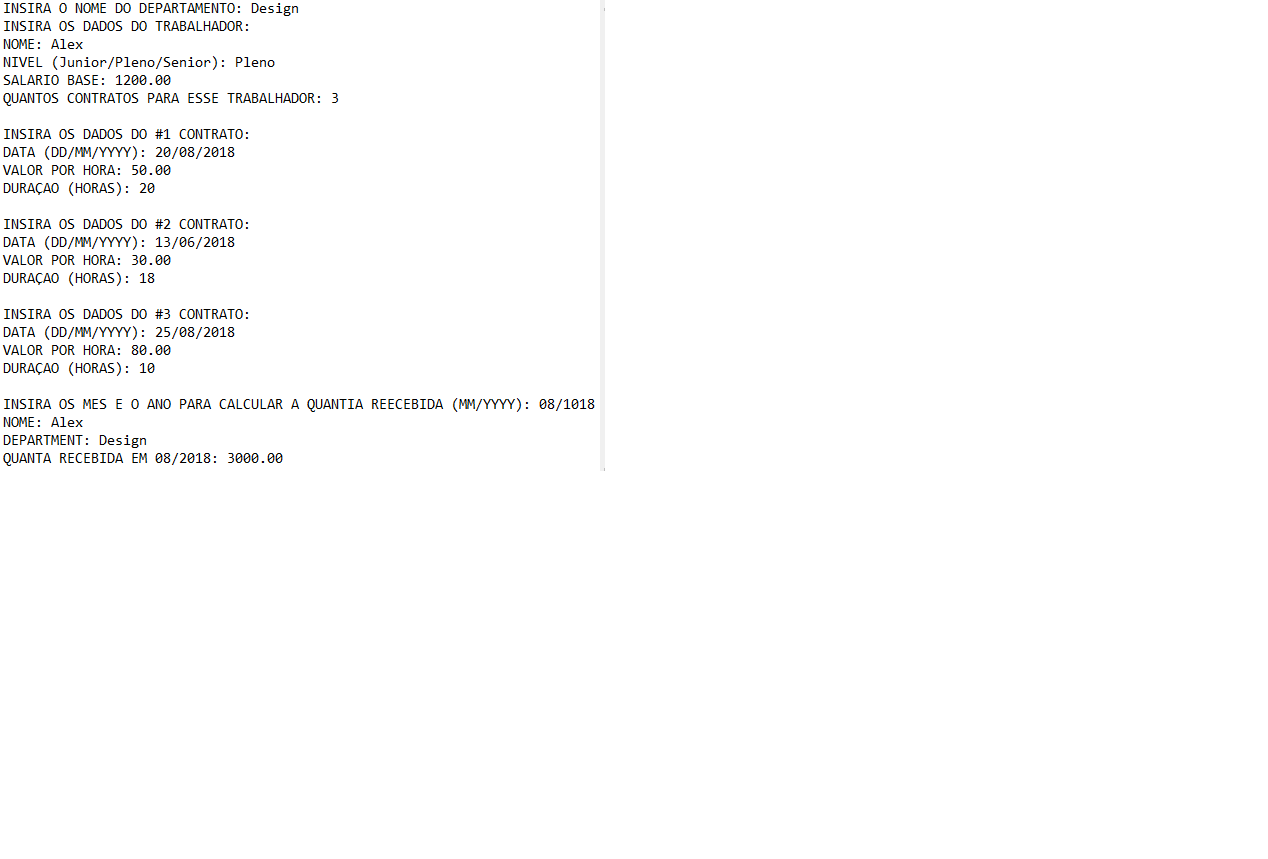 INSIRA O NOME DO DEPARTAMENTO: Design
INSIRA OS DADOS DO TRABALHADOR:
NOME: Alex
NIVEL (Junior/Pleno/Senior): Pleno
SALARIO BASE: 1200.00
QUANTOS CONTRATOS PARA ESSE TRABALHADOR: 3

INSIRA OS DADOS DO #1 CONTRATO:
DATA (DD/MM/YYYY): 20/08/2018
VALOR POR HORA: 50.00
DURAÇAO (HORAS): 20

INSIRA OS DADOS DO #2 CONTRATO:
DATA (DD/MM/YYYY): 13/06/2018
VALOR POR HORA: 30.00
DURAÇAO (HORAS): 18

INSIRA OS DADOS DO #3 CONTRATO:
DATA (DD/MM/YYYY): 25/08/2018
VALOR POR HORA: 80.00
DURAÇAO (HORAS): 10

INSIRA OS MES E O ANO PARA CALCULAR A QUANTIA REECEBIDA (MM/YYYY): 08/1018
NOME: Alex
DEPARTMENT: Design
QUANTA RECEBIDA EM 08/2018: 3000.00